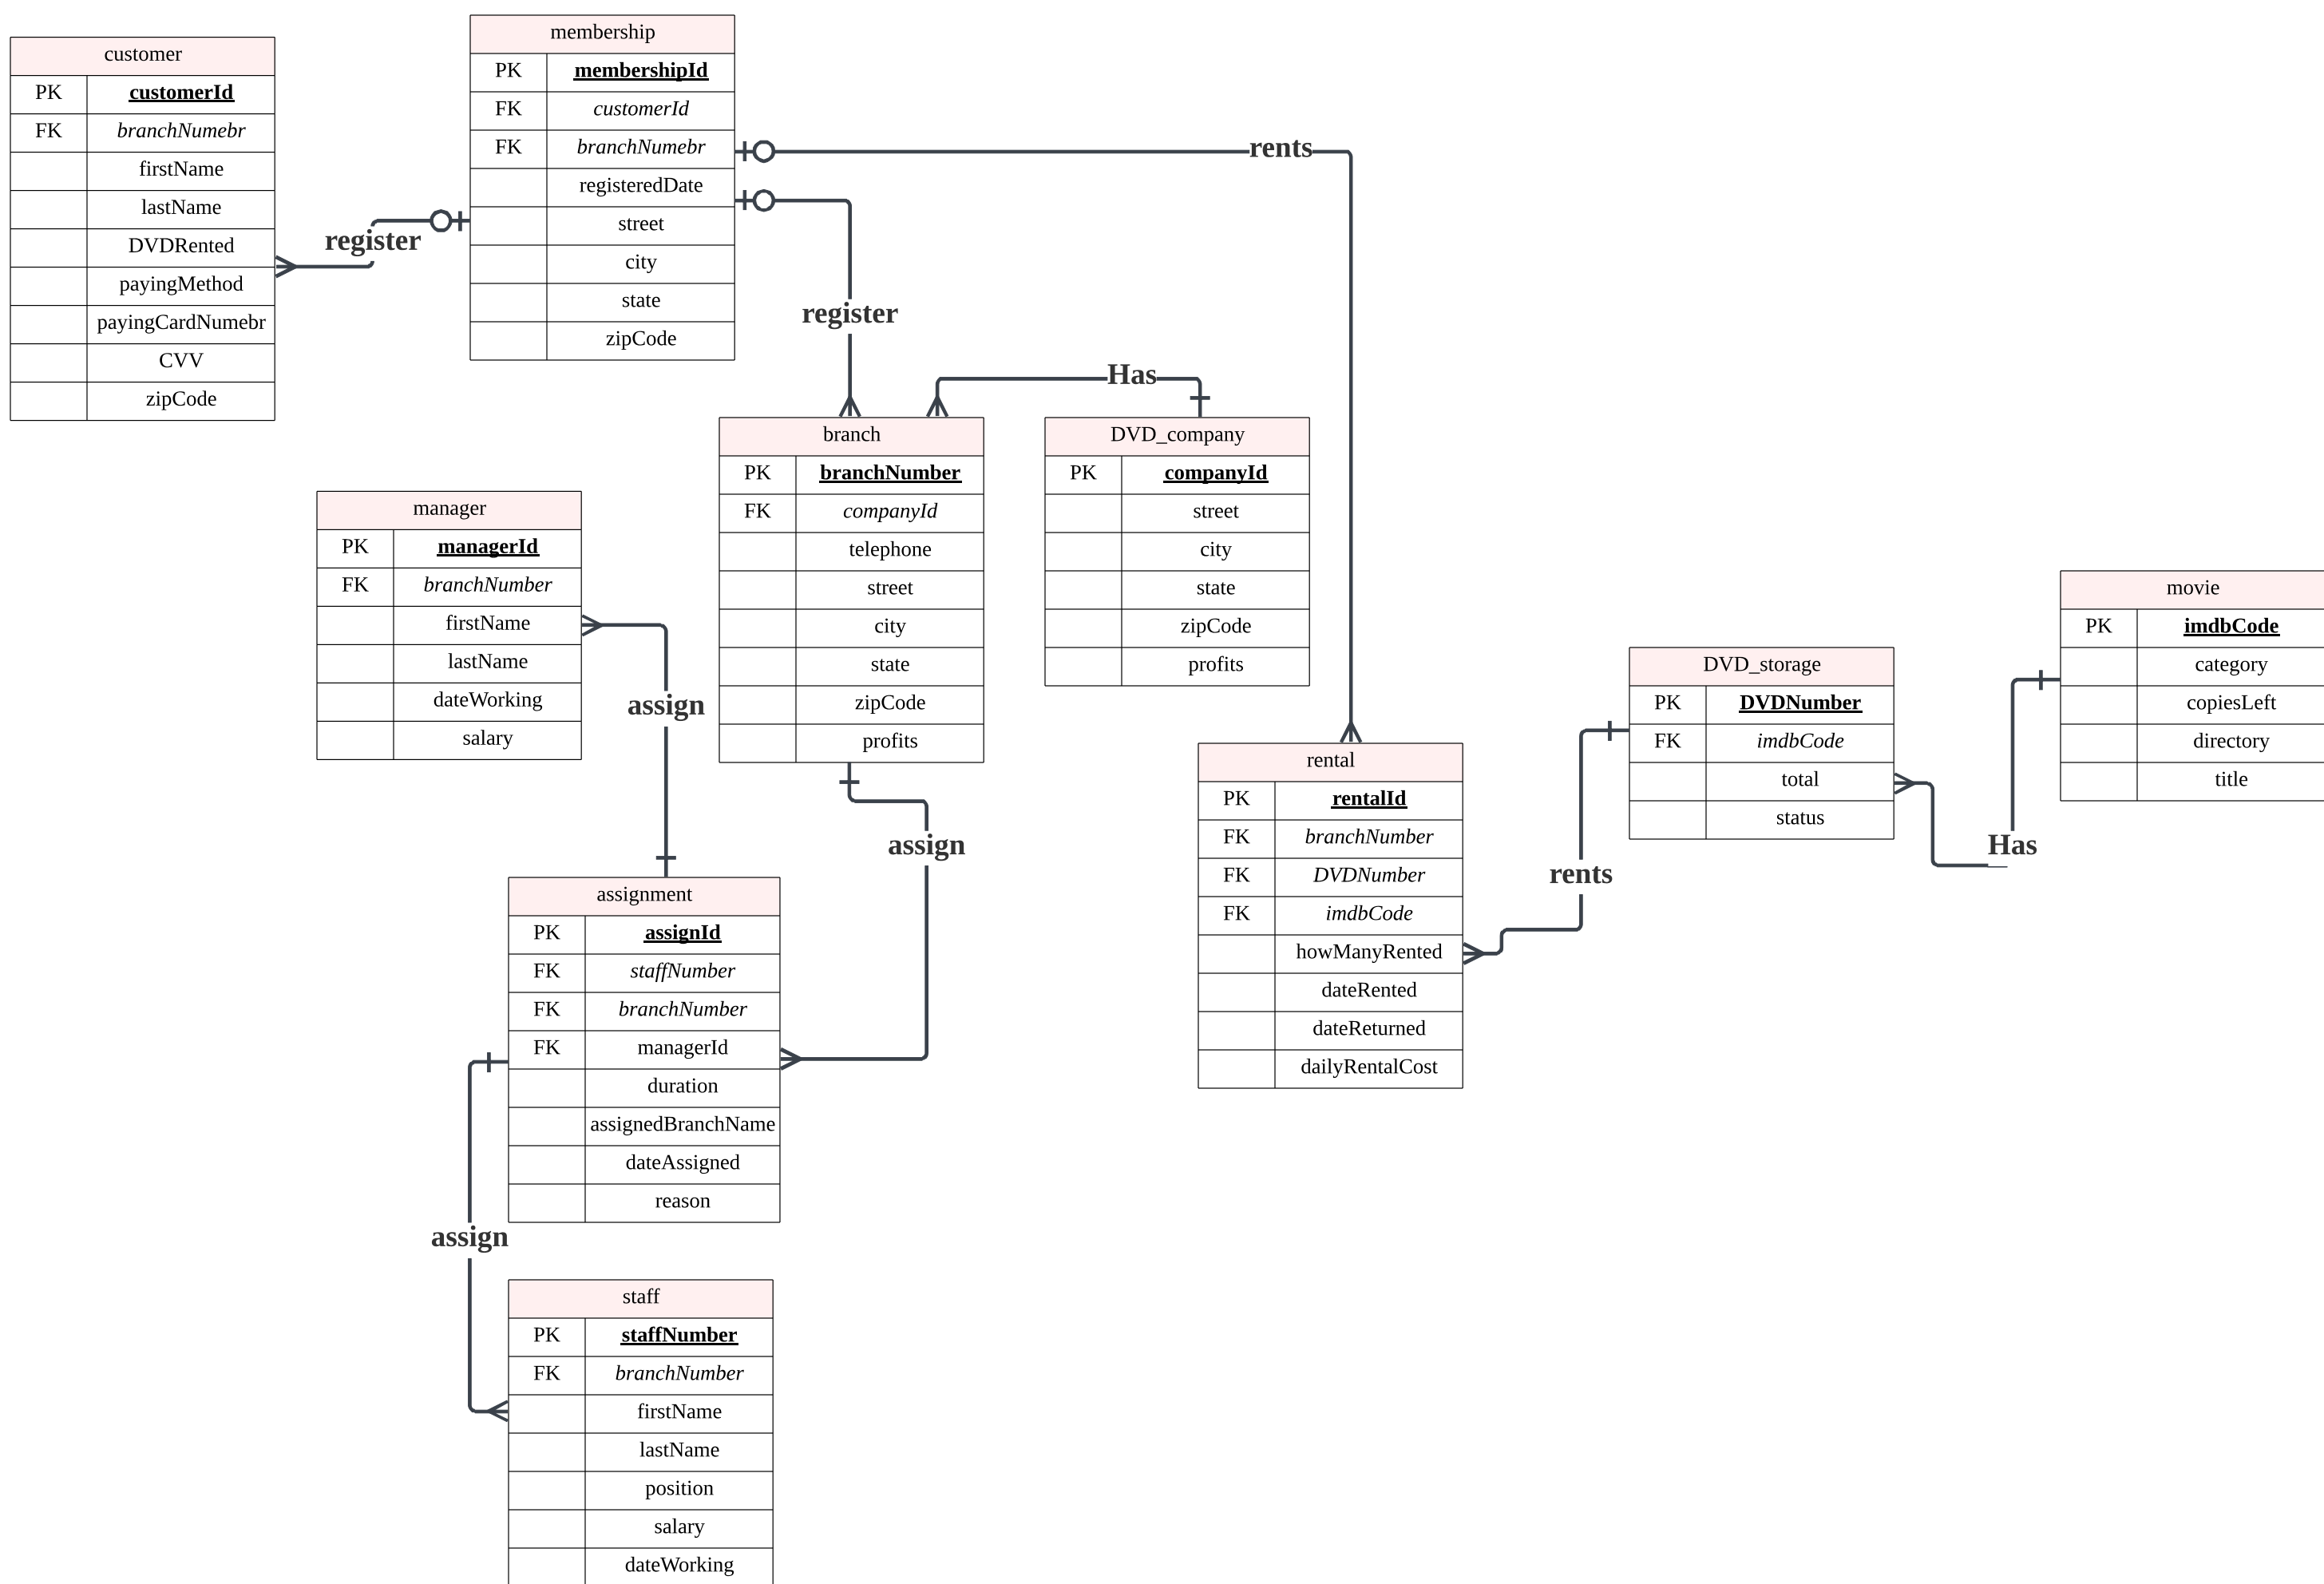 customer
PK customerId
FK branchNumebr
firstName
lastName
DVDRented
payingMethod
payingCardNumebr
CVV
zipCode
register
membership
PK membershipId
FK customerId
FK branchNumebr
registeredDate
street
city
state
zipCode
rents
register
Has
branch
PK branchNumber
FK companyId
telephone
street
city
state
zipCode
profits
DVD_company
PK companyId
street
city
state
zipCode
profits
manager
PK managerId
FK branchNumber
firstName
lastName
dateWorking
salary
assign
assign
assignment
PK assignId
FK staffNumber
FK branchNumber
FK managerId
duration
assignedBranchName
dateAssigned
reason
assign
staff
PK staffNumber
FK branchNumber
firstName
lastName
position
salary
dateWorking
rental
PK rentalId
FK branchNumber
FK DVDNumber
FK imdbCode
howManyRented
dateRented
dateReturned
dailyRentalCost
rents
DVD_storage
PK DVDNumber
FK imdbCode
total
status
Has
movie
PK imdbCode
category
copiesLeft
directory
title